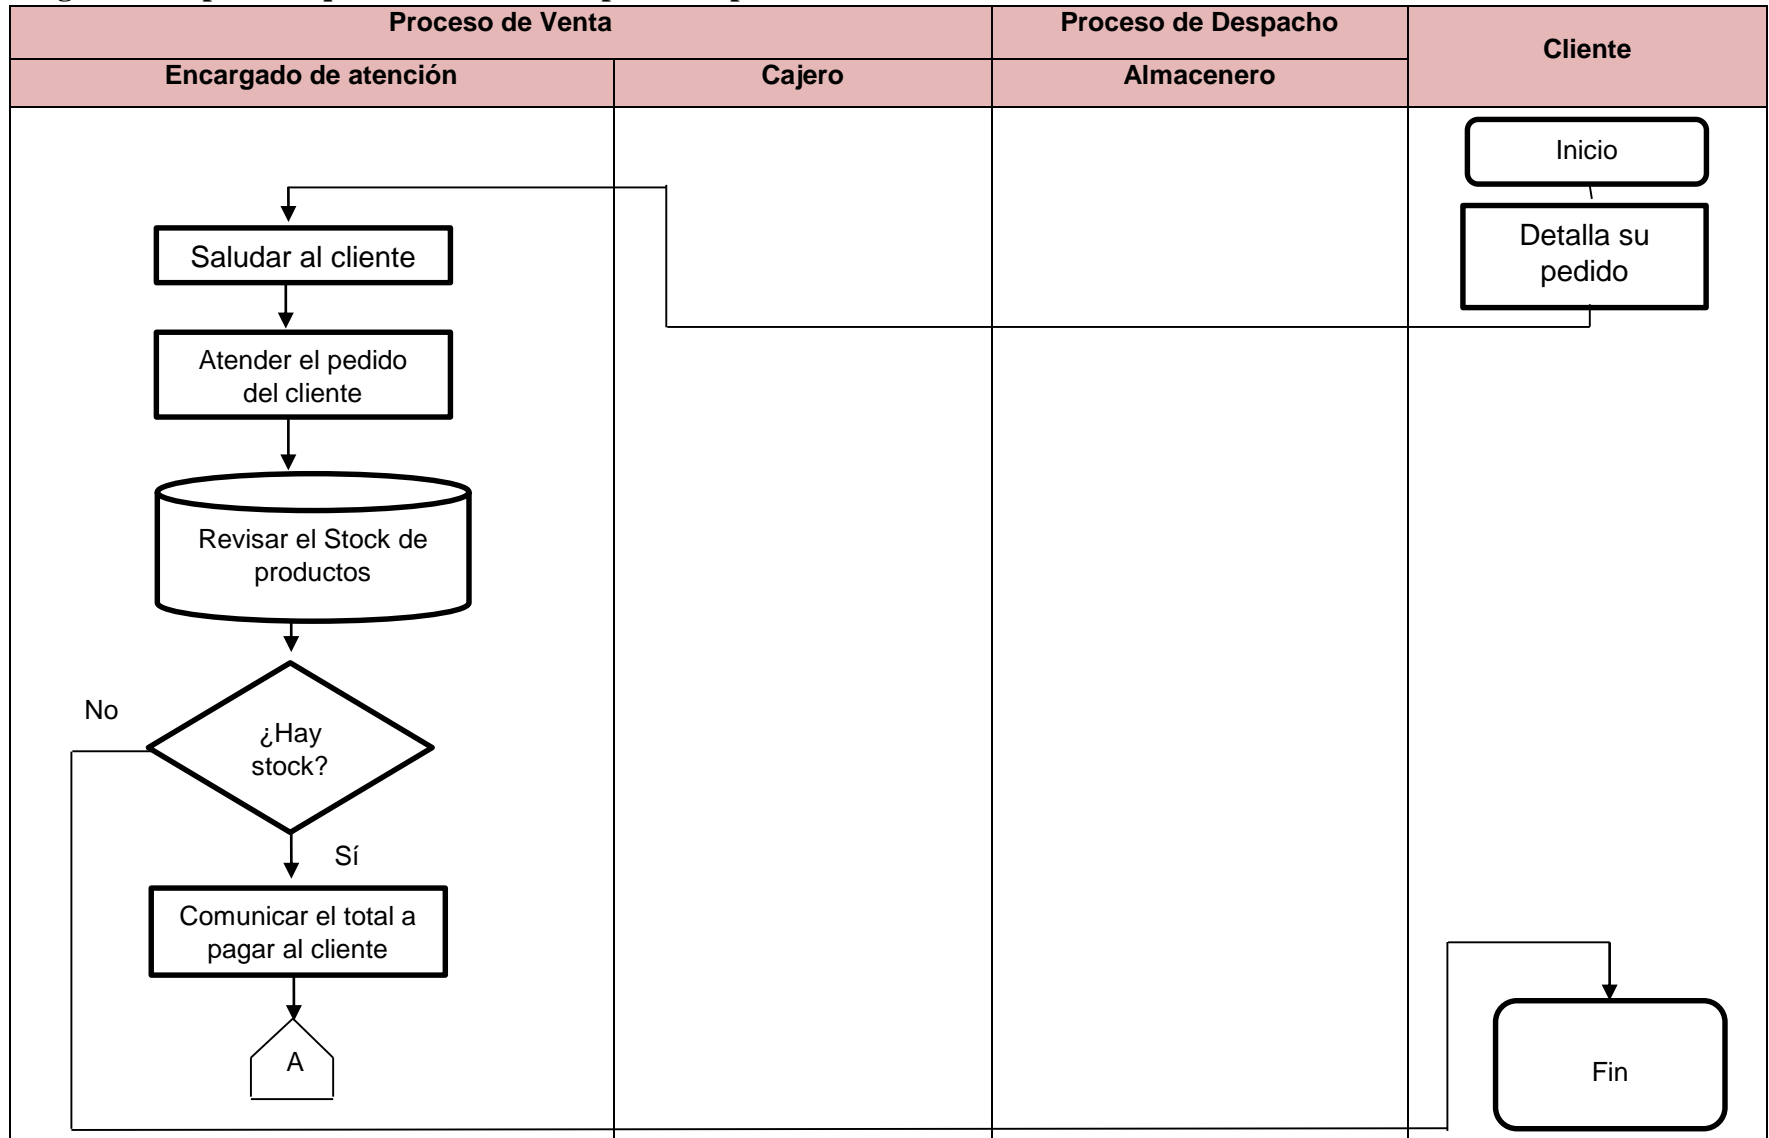 Proceso de Venta
Proceso de Despacho
Cliente
Encargado de atención
Cajero
Almacenero
Inicio
Detalla su
pedido
Saludar al cliente
Atender el pedido
del cliente
Revisar el Stock de
productos
No
¿Hay
stock?
Sí
Comunicar el total a
pagar al cliente
A
Fin